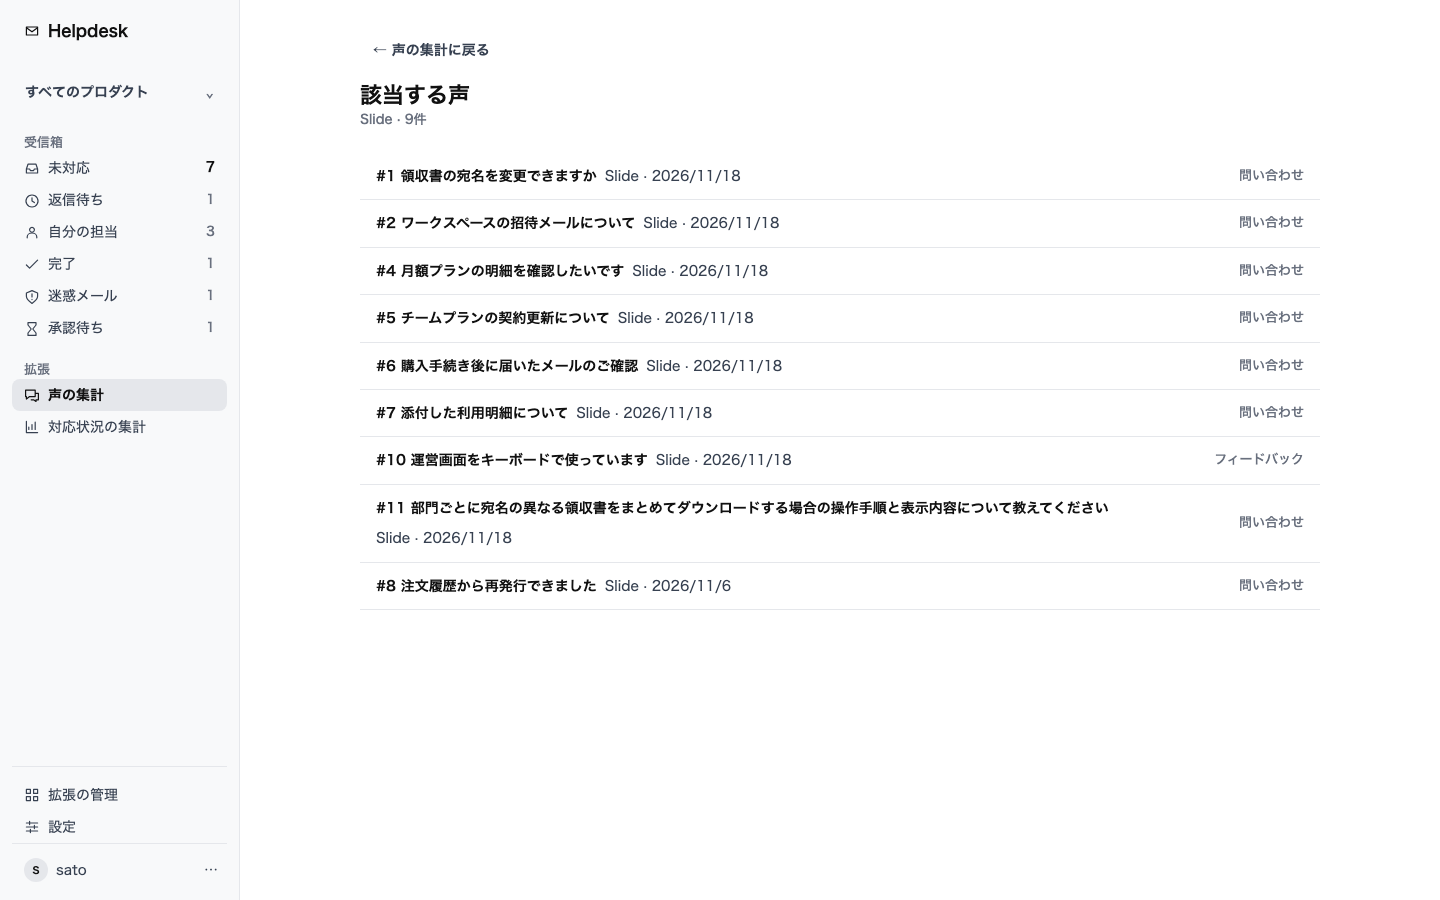 Helpdesk
すべてのプロダクト
受信箱
未対応 7
返信待ち 1
自分の担当 3
完了 1
迷惑メール 1
承認待ち 1
拡張
声の集計
対応状況の集計
拡張の管理
設定
S sato ...
← 声の集計に戻る
該当する声
Slide · 9件
#1 領収書の宛名を変更できますか Slide · 2026/11/18 問い合わせ
#2 ワークスペースの招待メールについて Slide · 2026/11/18 問い合わせ
#4 月額プランの明細を確認したいです Slide · 2026/11/18 問い合わせ
#5 チームプランの契約更新について Slide · 2026/11/18 問い合わせ
#6 購入手続き後に届いたメールのご確認 Slide · 2026/11/18 問い合わせ
#7 添付した利用明細について Slide · 2026/11/18 問い合わせ
#10 運営画面をキーボードで使っています Slide · 2026/11/18 フィードバック
#11 部門ごとに宛名の異なる領収書をまとめてダウンロードする場合の操作手順と表示内容について教えてください
Slide · 2026/11/18 問い合わせ
#8 注文履歴から再発行できました Slide · 2026/11/6 問い合わせ